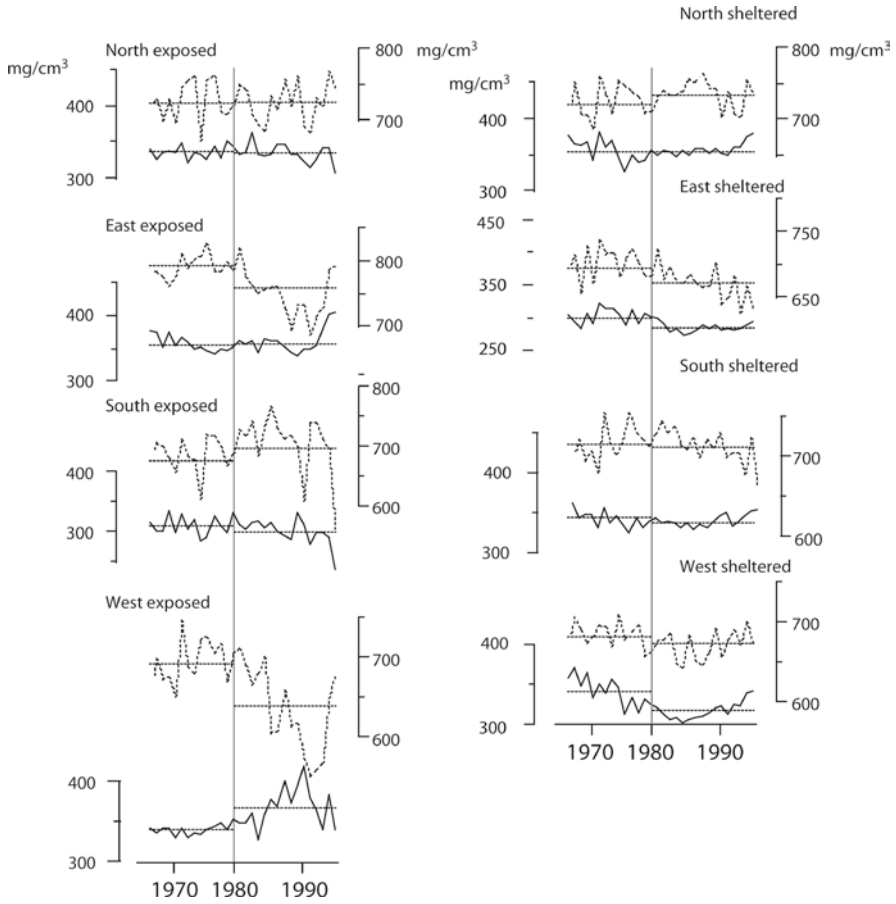 North exposed
mg/cm³
800
mg/cm³
400
700
300
East exposed
800
400
700
300
South exposed
800
400
700
600
300
West exposed
700
600
400
300
1970 1980 1990
North sheltered
mg/cm³
800
mg/cm³
400
700
300
East sheltered
450
750
350
650
250
South sheltered
400
700
300
600
West sheltered
400
700
300
600
1970 1980 1990